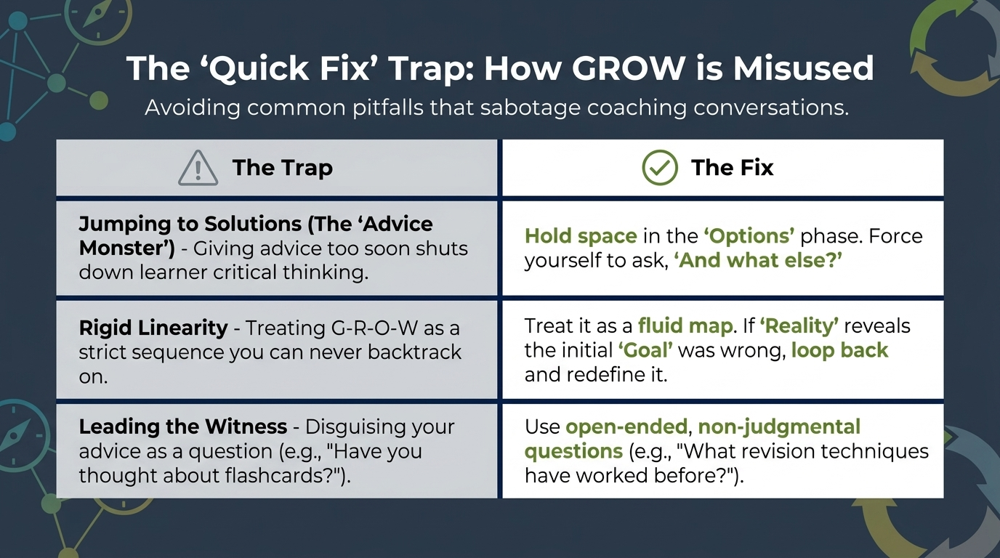 The ‘Quick Fix’ Trap: How GROW is Misused
Avoiding common pitfalls that sabotage coaching conversations.
The Trap
The Fix
Jumping to Solutions (The ‘Advice
Monster’) - Giving advice too soon shuts
down learner critical thinking.
Hold space in the ‘Options’ phase. Force
yourself to ask, ‘And what else?’
Rigid Linearity - Treating G-R-O-W as a
strict sequence you can never backtrack
on.
Treat it as a fluid map. If ‘Reality’ reveals
the initial ‘Goal’ was wrong, loop back
and redefine it.
Leading the Witness - Disguising your
advice as a question (e.g., "Have you
thought about flashcards?").
Use open-ended, non-judgmental
questions (e.g., "What revision techniques
have worked before?").